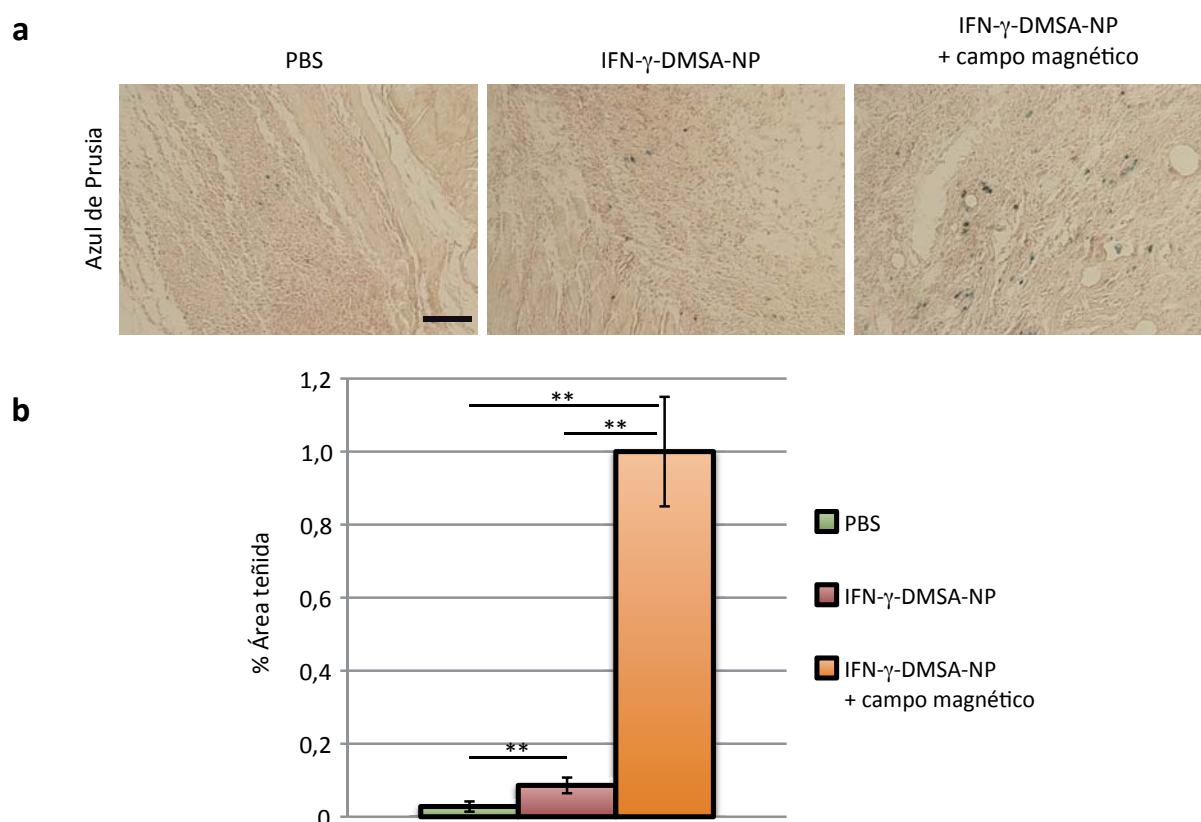 a
PBS
IFN-γ-DMSA-NP
IFN-γ-DMSA-NP
+ campo magnético
Azul de Prusia
b
% Área teñida
1,2
1,0
0,8
0,6
0,4
0,2
0
**
**
**
PBS
IFN-γ-DMSA-NP
IFN-γ-DMSA-NP
+ campo magnético